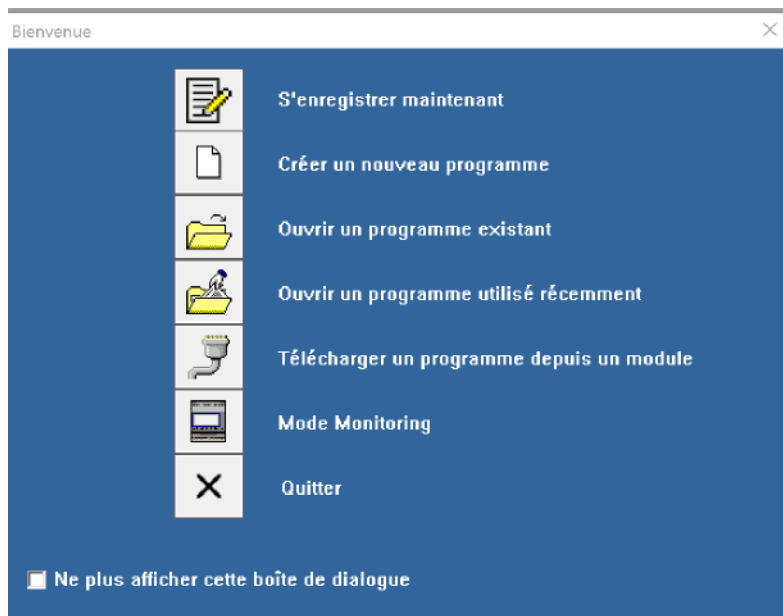 Bienvenue
S'enregistrer maintenant
Créer un nouveau programme
Ouvrir un programme existant
Ouvrir un programme utilisé récemment
Télécharger un programme depuis un module
Mode Monitoring
Quitter
Ne plus afficher cette boîte de dialogue